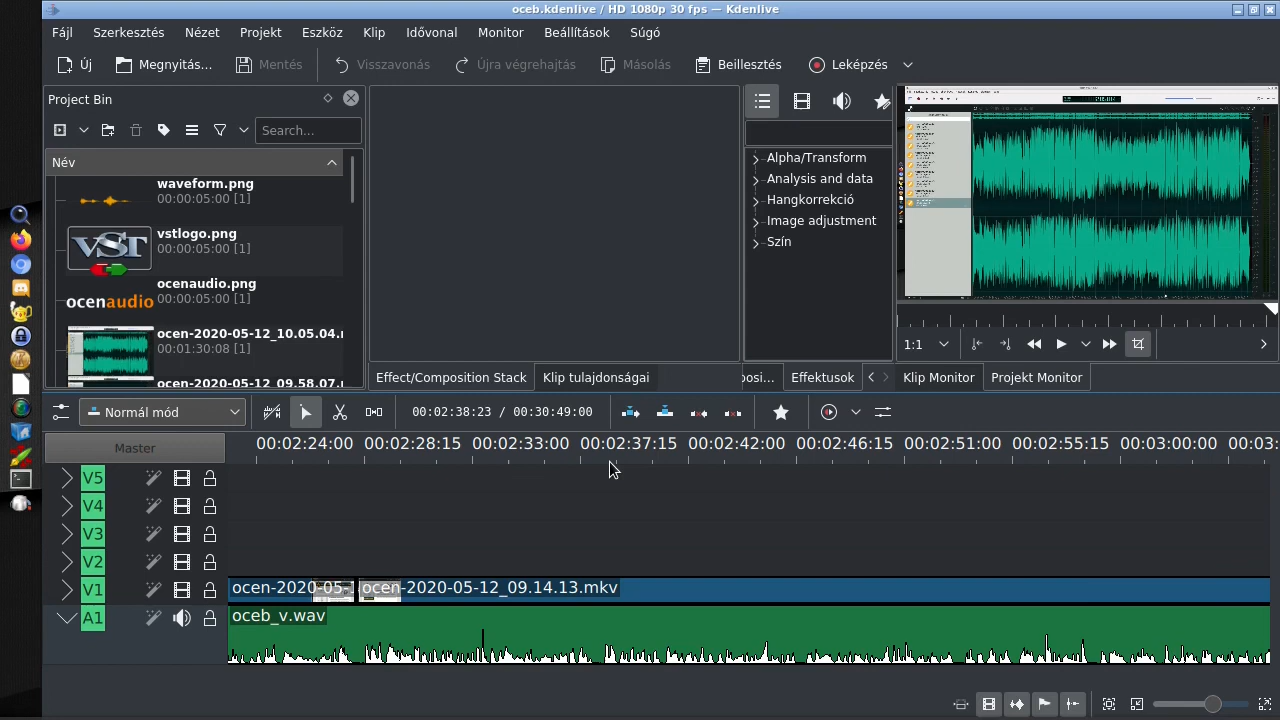 oceb.kdenlive / HD 1080p 30 fps — Kdenlive
Fájl Szerkesztés Nézet Projekt Eszköz Klip Idővonal Monitor Beállítások Súgó
Új Megnyitás... Mentés Visszavonás Újra végrehajtás Másolás Beillesztés Leképzés
Project Bin
Search...
Név
waveform.png
00:00:05:00 [1]
VST
vstlogo.png
00:00:05:00 [1]
ocenaudio
ocenaudio.png
00:00:05:00 [1]
ocen-2020-05-12_10.05.04.
00:01:30:08 [1]
ocen-2020-05-12_09.58.07.
Alpha/Transform
Analysis and data
Hangkorrekció
Image adjustment
Szín
1:1
Effect/Composition Stack Klip tulajdonságai
posi... Effektusok
Klip Monitor Projekt Monitor
Normál mód
00:02:38:23 / 00:30:49:00
Master
00:02:24:00 00:02:28:15 00:02:33:00 00:02:37:15 00:02:42:00 00:02:46:15 00:02:51:00 00:02:55:15 00:03:00:00 00:03:
V5
V4
V3
V2
V1
ocen-2020-05- ocen-2020-05-12_09.14.13.mkv
A1
oceb_v.wav